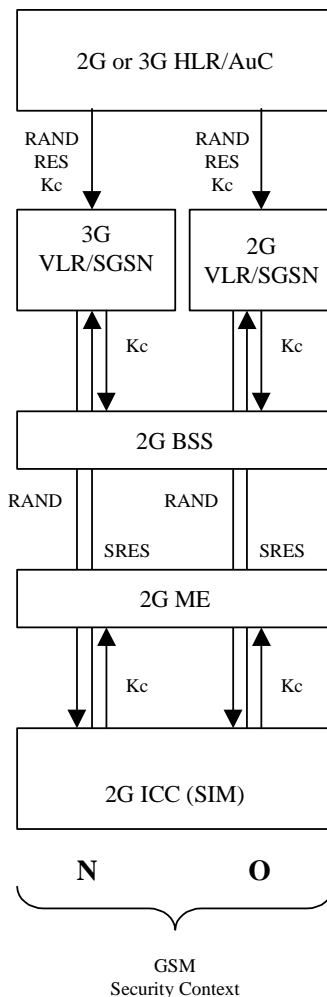 2G or 3G HLR/AuC
RAND
RES
Kc
RAND
RES
Kc
3G
VLR/SGSN
2G
VLR/SGSN
Kc
Kc
2G BSS
RAND
RAND
SRES
SRES
2G ME
Kc
Kc
2G ICC (SIM)
N
O
GSM
Security Context